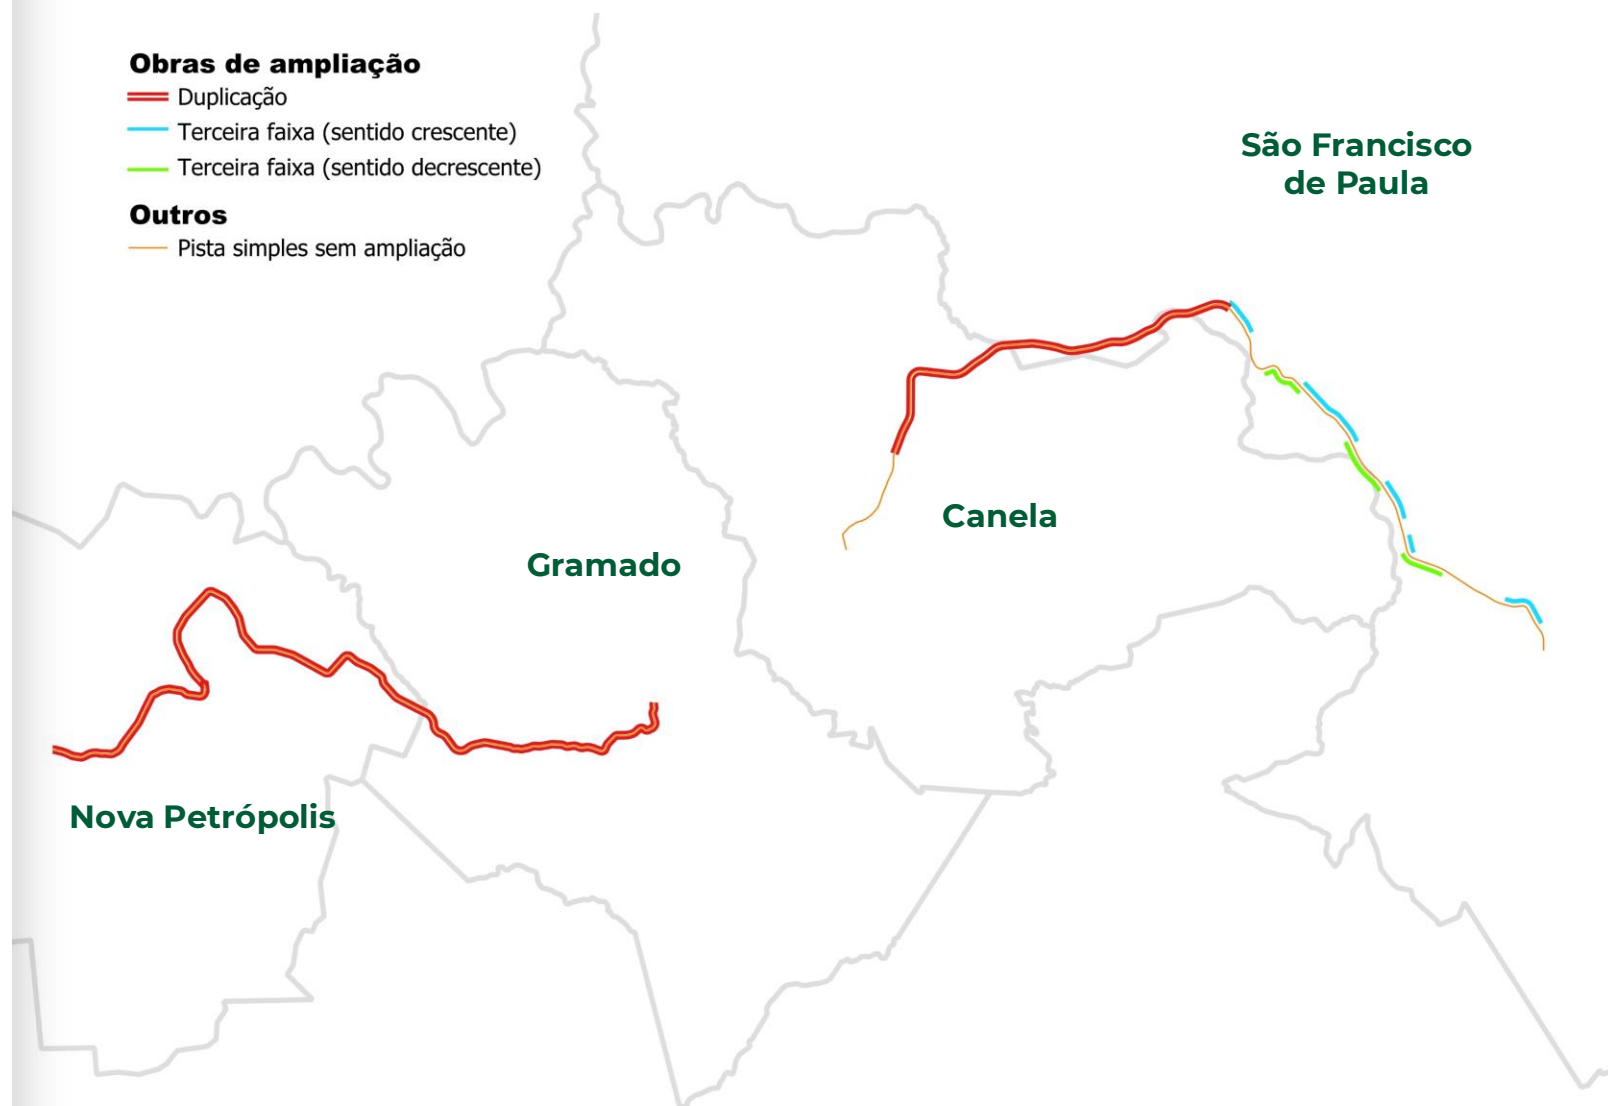 Obras de ampliação
Duplicação
Terceira faixa (sentido crescente)
Terceira faixa (sentido decrescente)
Outros
Pista simples sem ampliação
São Francisco
de Paula
Canela
Gramado
Nova Petrópolis